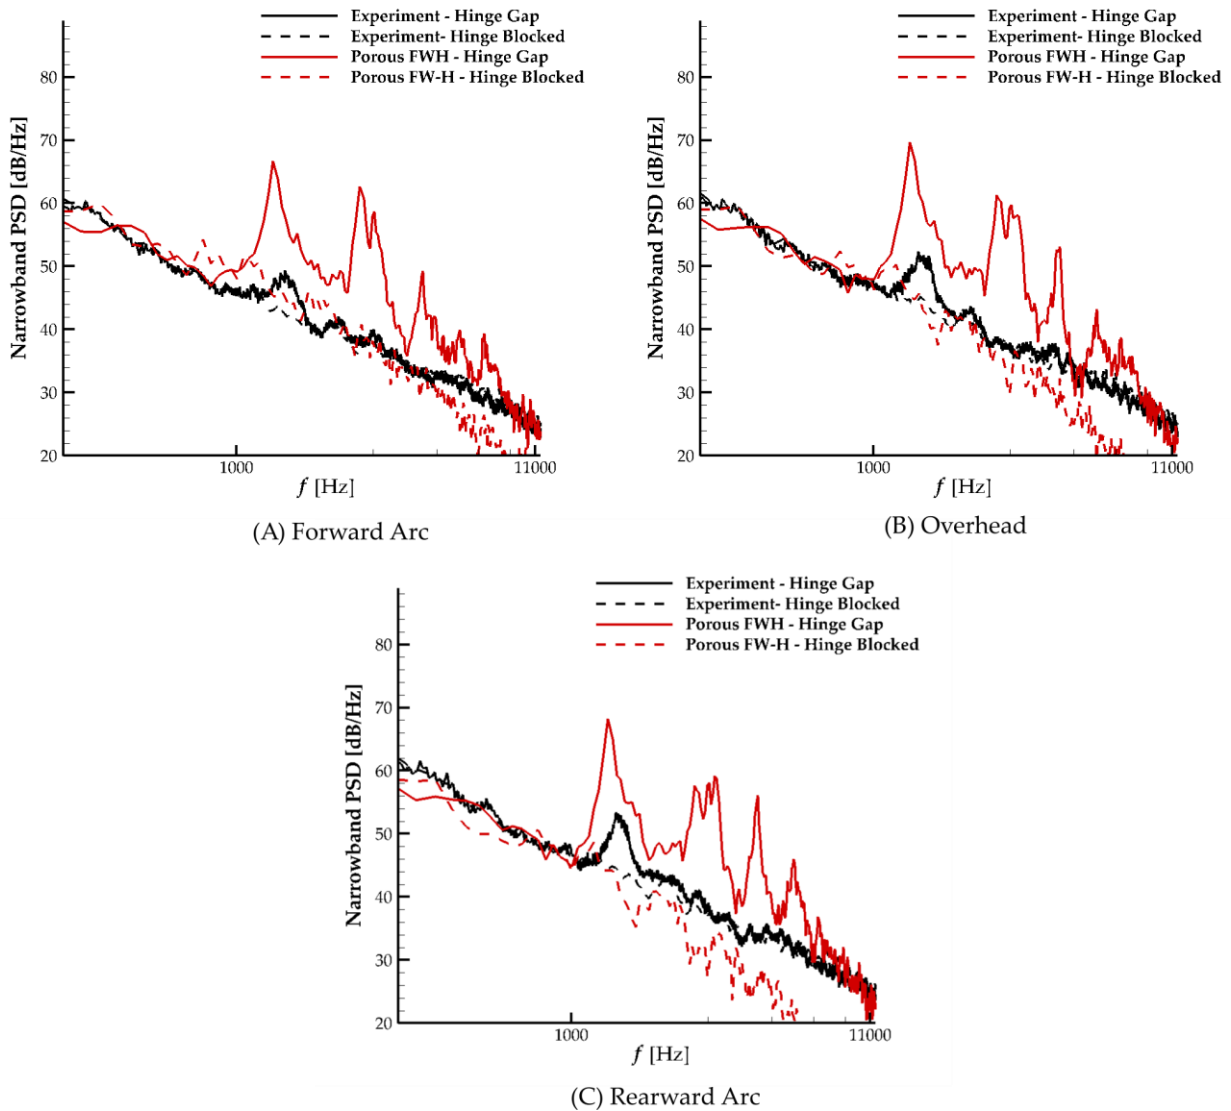 Experiment - Hinge Gap
Experiment- Hinge Blocked
Porous FWH - Hinge Gap
Porous FW-H - Hinge Blocked
Narrowband PSD [dB/Hz]
80
70
60
50
40
30
20
1000
11000
f [Hz]
(A) Forward Arc
Experiment - Hinge Gap
Experiment- Hinge Blocked
Porous FWH - Hinge Gap
Porous FW-H - Hinge Blocked
Narrowband PSD [dB/Hz]
80
70
60
50
40
30
20
1000
11000
f [Hz]
(B) Overhead
Experiment - Hinge Gap
Experiment- Hinge Blocked
Porous FWH - Hinge Gap
Porous FW-H - Hinge Blocked
Narrowband PSD [dB/Hz]
80
70
60
50
40
30
20
1000
11000
f [Hz]
(C) Rearward Arc